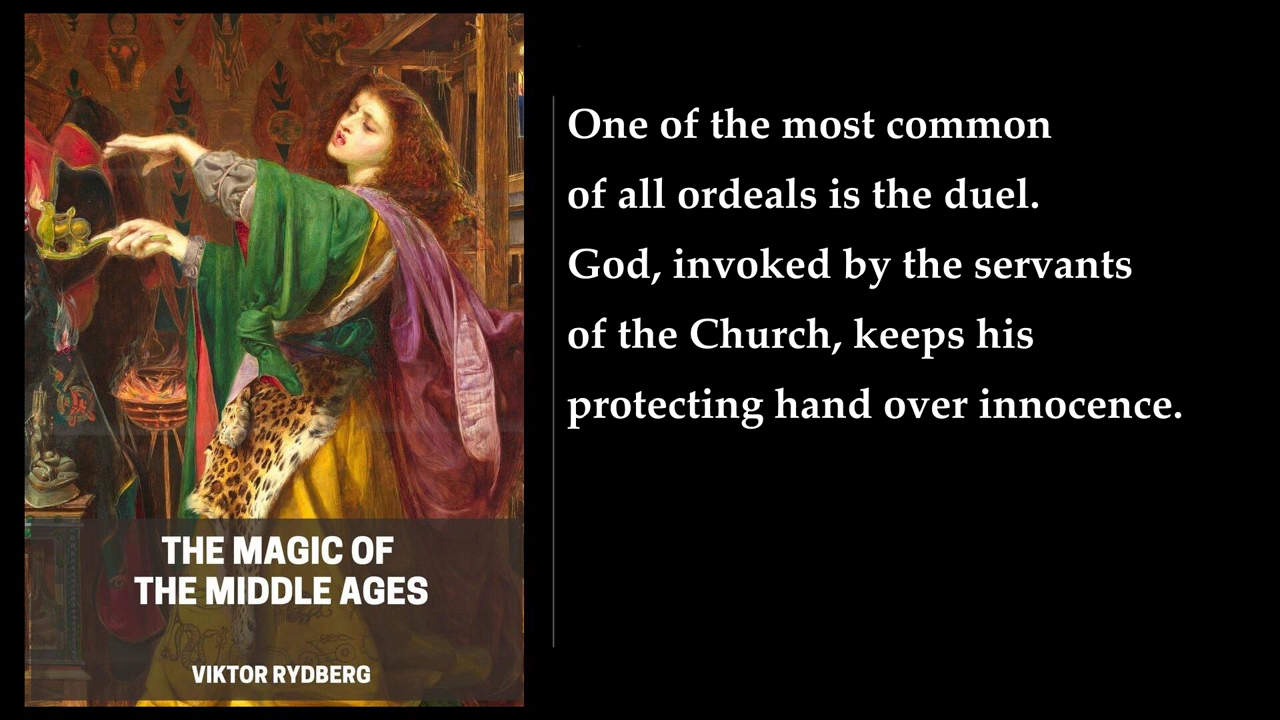 THE MAGIC OF
THE MIDDLE AGES
VIKTOR RYDBERG
One of the most common
of all ordeals is the duel.
God, invoked by the servants
of the Church, keeps his
protecting hand over innocence.